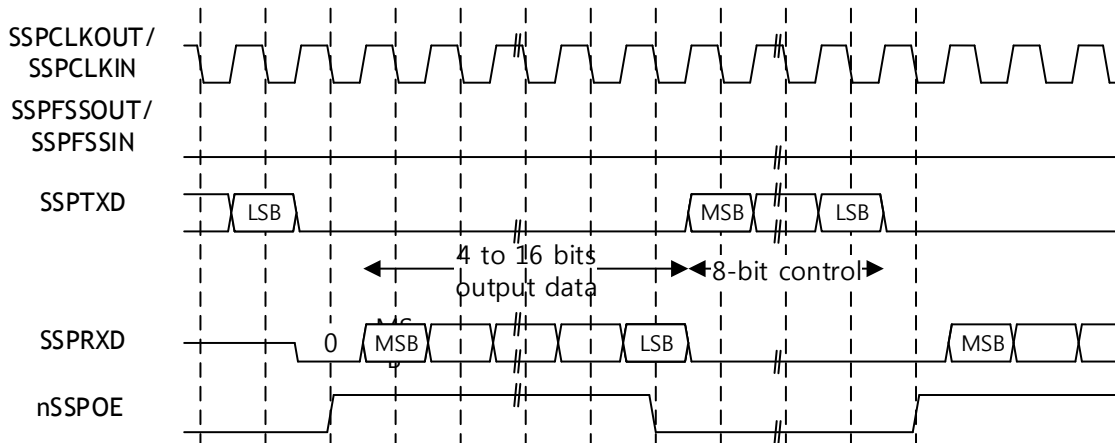 SSPCLKOUT/
SSPCLKIN
SSPFSSOUT/
SSPFSSIN
SSPTXD
LSB
MSB
LSB
4 to 16 bits
output data
8-bit control
SSPRXD
0
MSB
LSB
MSB
nSSPOE